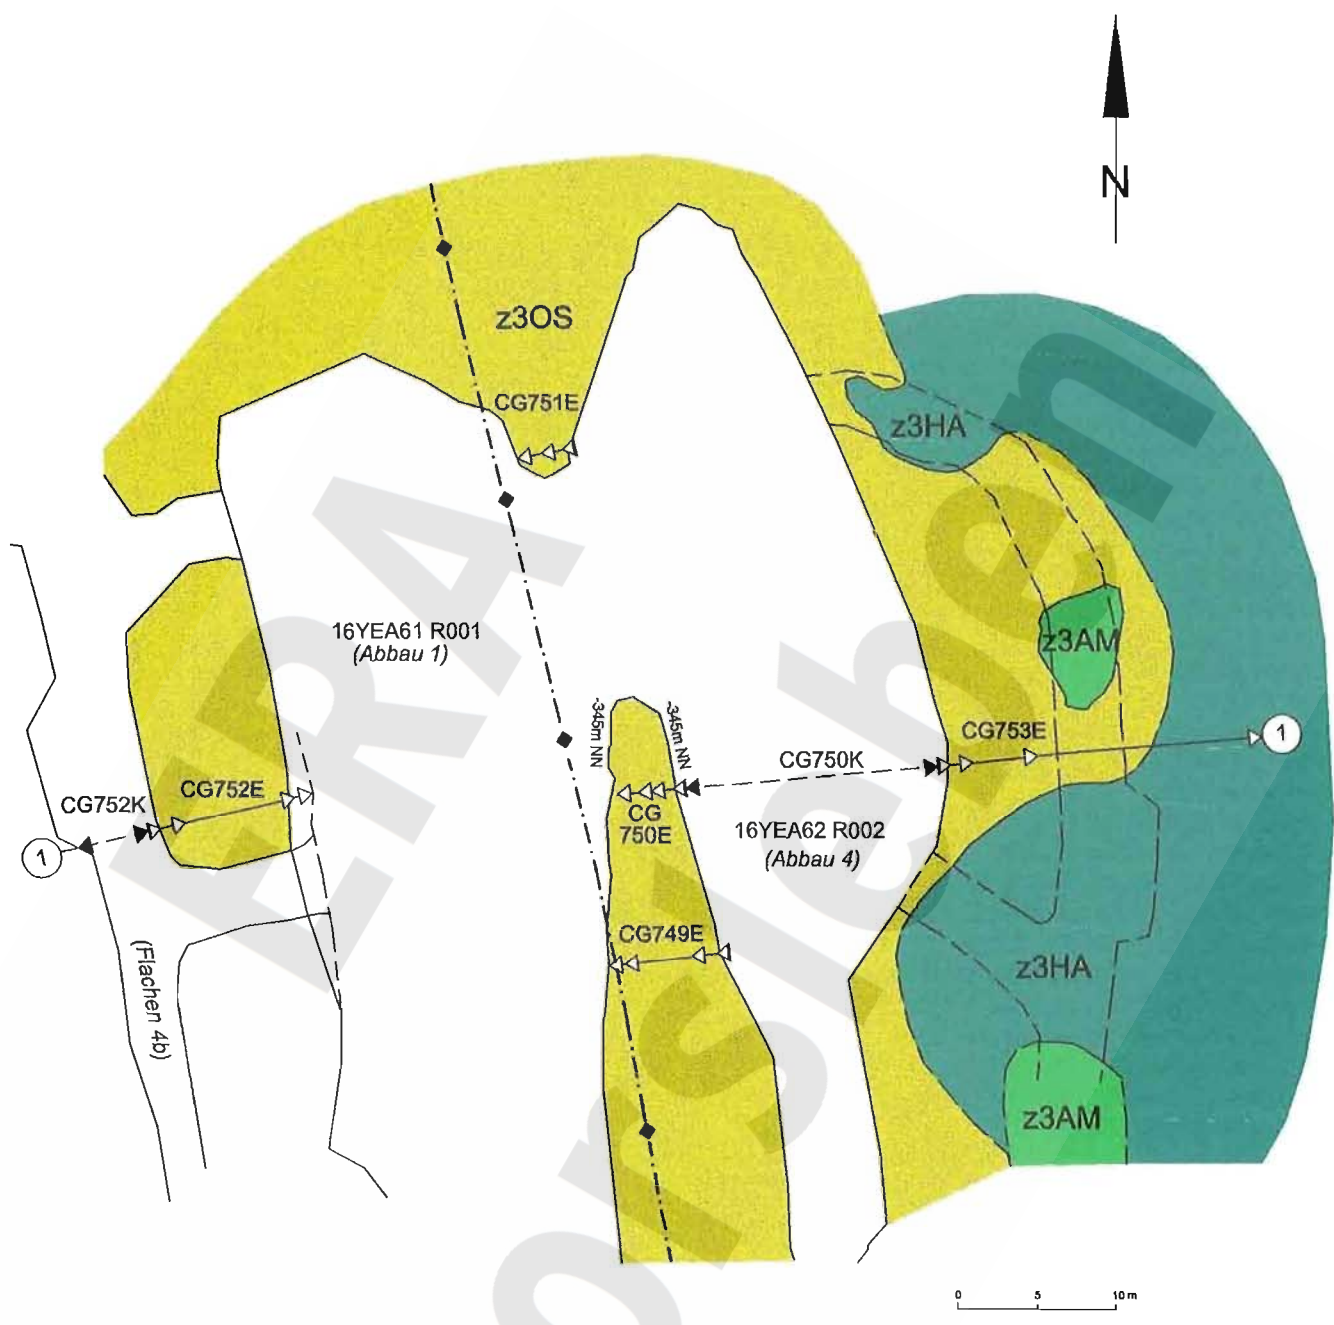 N
z3OS
CG751E
z3HA
16YEA61 R001
(Abbau 1)
z3AM
-345m NN
-345m NN
CG753E
1
CG750K
CG752E
CG752K
CG
750E
16YEA62 R002
(Abbau 4)
1
CG749E
z3HA
(Flachen 4b)
z3AM
0 5 10 m
ERA
orsleben